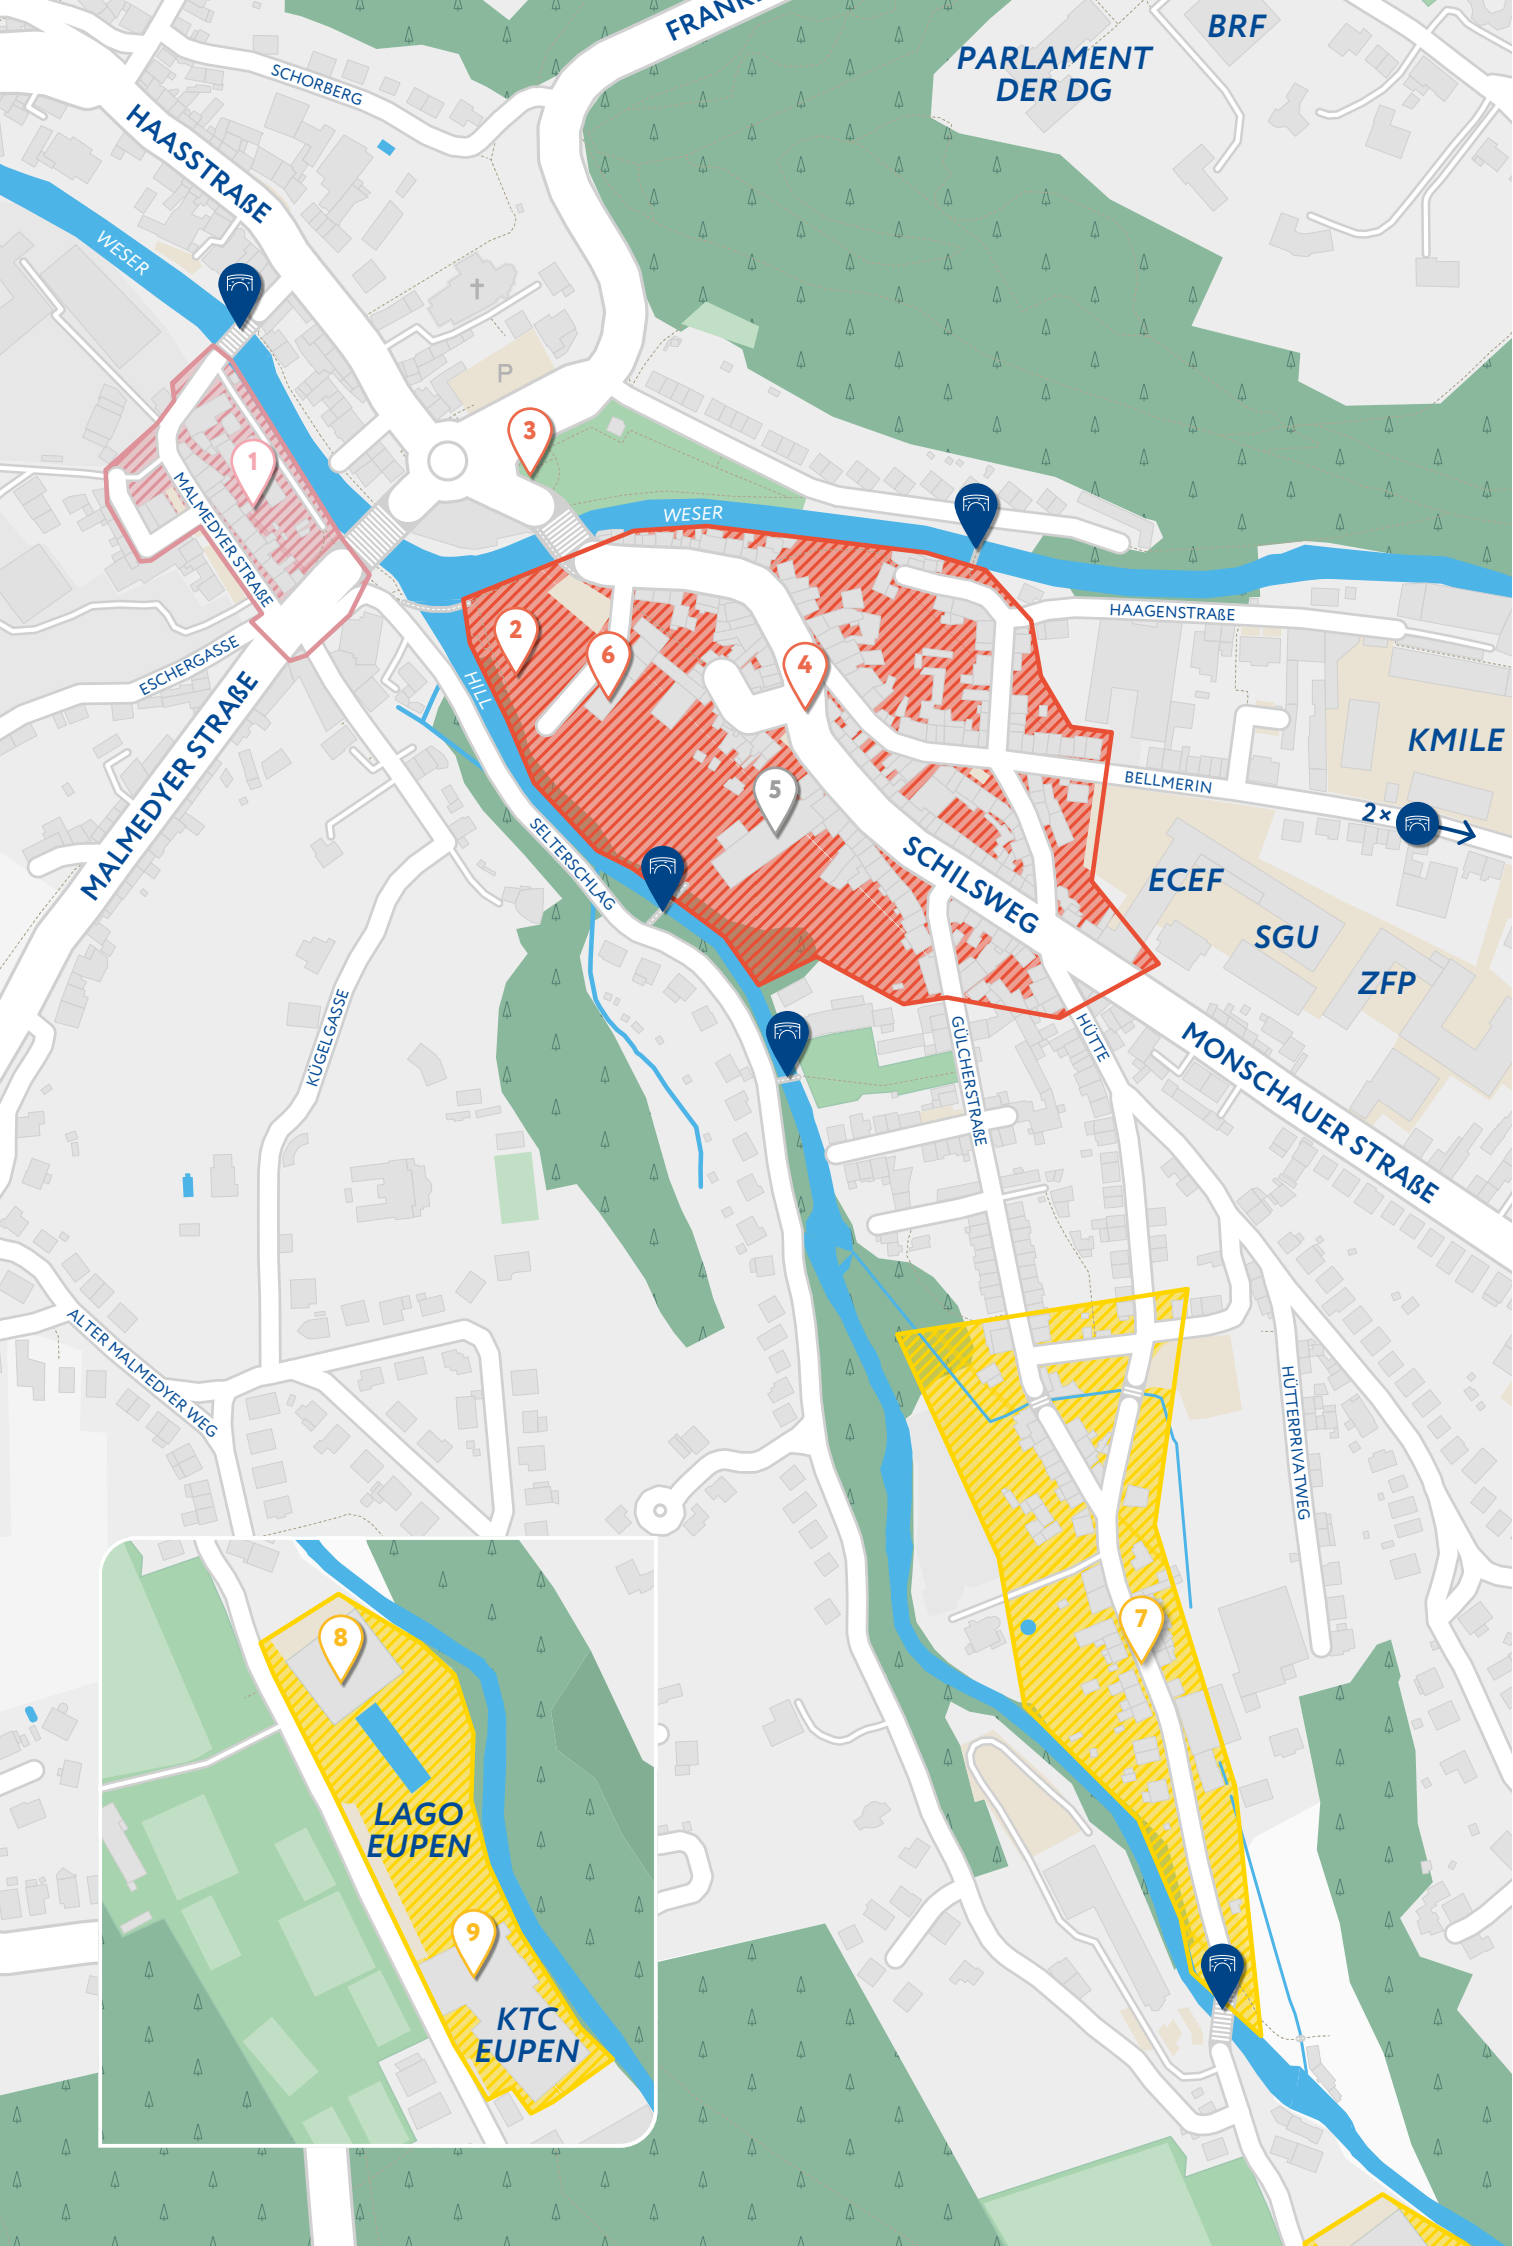 FRANK
BRF
PARLAMENT
DER DG
SCHORBERG
HAASSTRAßE
WESER
P
3
1
WESER
MALMEDYER STRAßE
HAAGENSTRAßE
2
6
4
ESCHERGASSE
HILL
MALMEDYER STRAßE
KMILE
BELLMERIN
5
2×
SELTERSCHLAG
SCHILSWEG
ECEF
SGU
ZFP
KÜGELGASSE
GÜLCHERSTRAßE
HÜTTE
MONSCHAUER STRAßE
ALTER MALMEDYER WEG
HÜTTERPRIVATWEG
7
8
LAGO
EUPEN
9
KTC
EUPEN